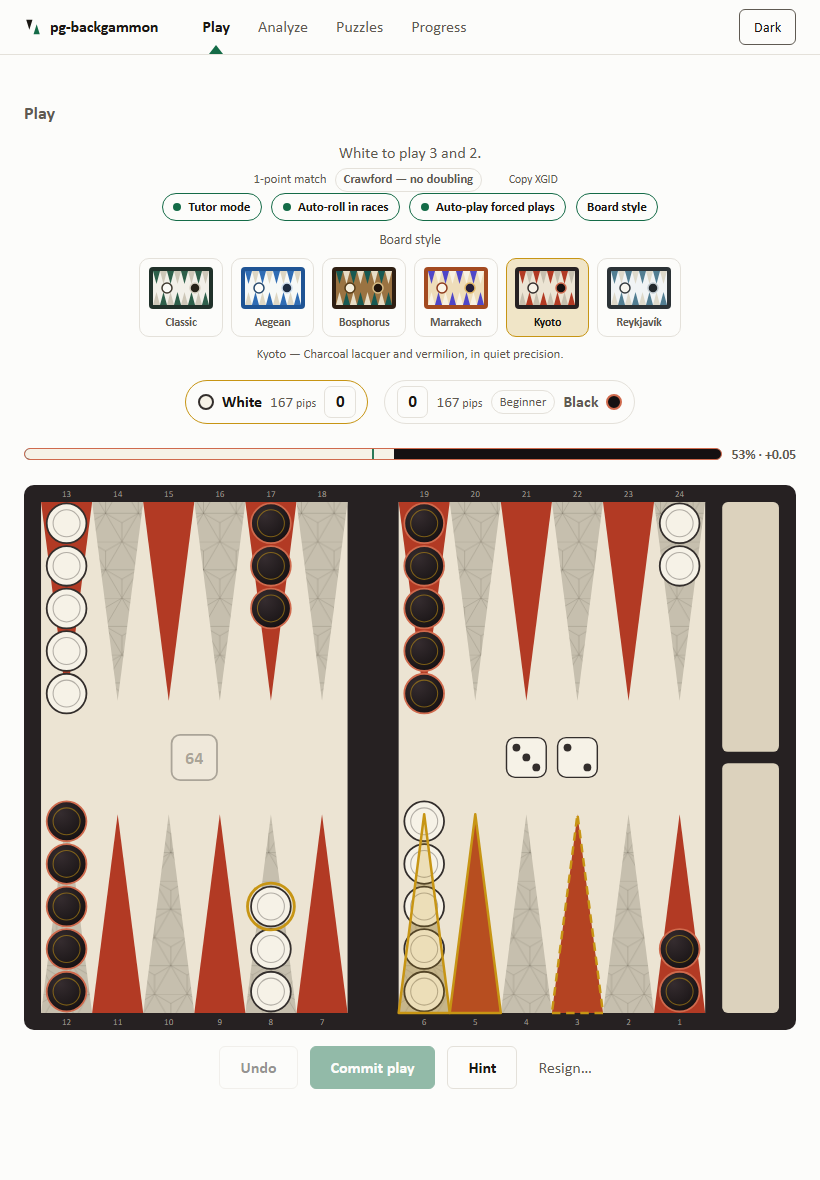 pg-backgammon Play Analyze Puzzles Progress Dark
Play
White to play 3 and 2.
1-point match Crawford — no doubling Copy XGID
Tutor mode Auto-roll in races Auto-play forced plays Board style
Board style
Classic Aegean Bosphorus Marrakech Kyoto Reykjavík
Kyoto — Charcoal lacquer and vermilion, in quiet precision.
White 167 pips 0 0 167 pips Beginner Black
53% · +0.05
13 14 15 16 17 18 19 20 21 22 23 24
64
12 11 10 9 8 7 6 5 4 3 2 1
Undo Commit play Hint Resign...